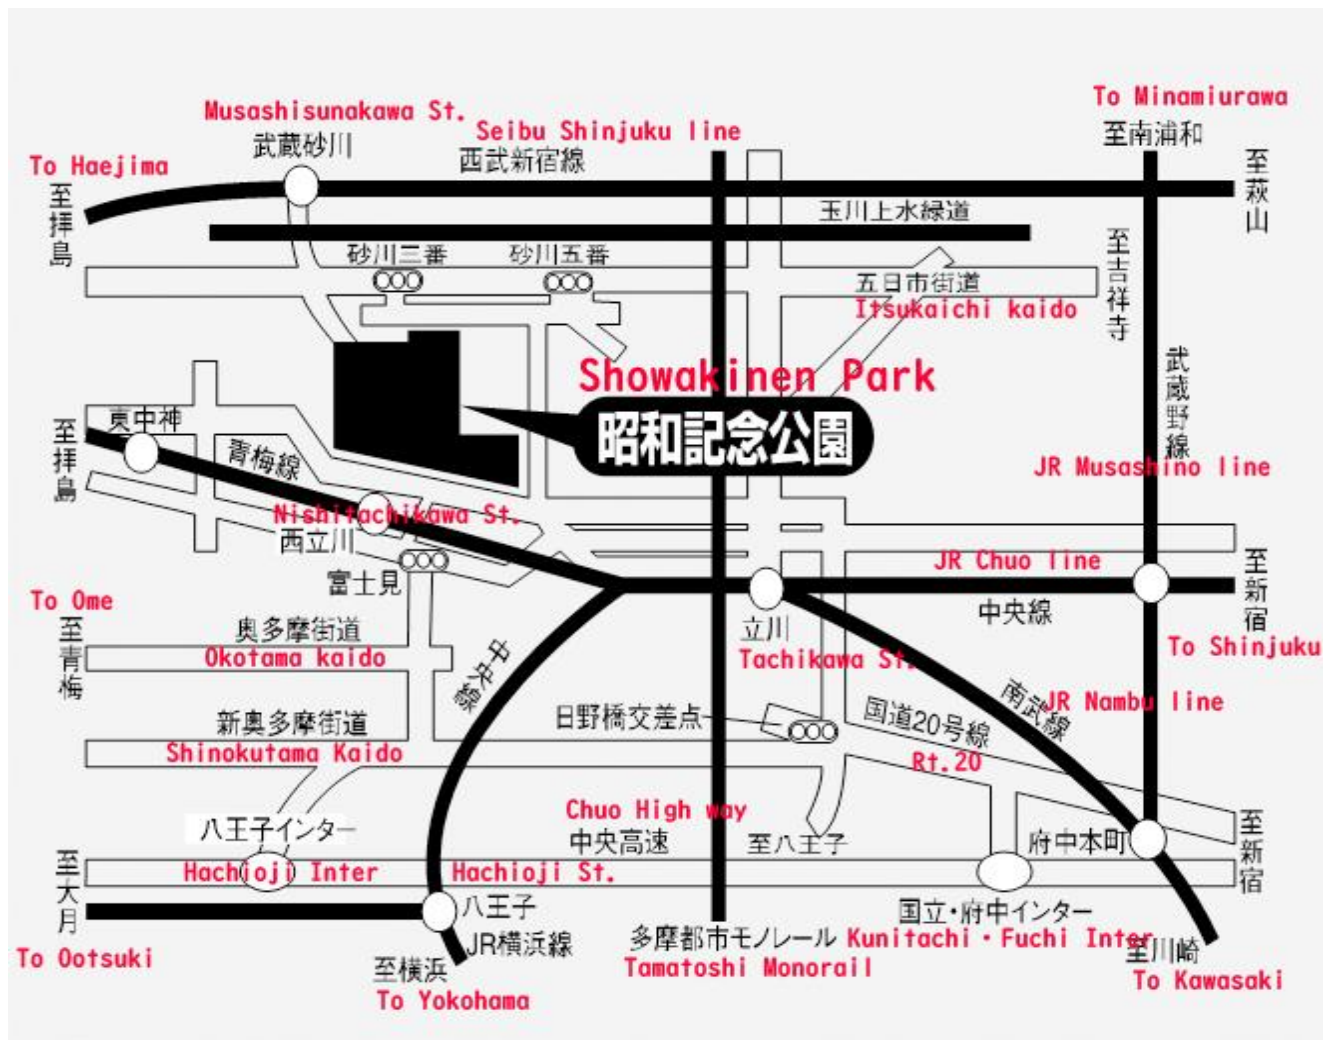 To Minamiurawa
至南浦和
Musashisunakawa St.
武蔵砂川
Seibu Shinjuku line
西武新宿線
To Haejima
至拝島
至萩山
玉川上水緑道
砂川三番
砂川五番
五日市街道
Itsukaichi kaido
至吉祥寺
武蔵野線
JR Musashino line
Showakinen Park
昭和記念公園
東中神
至拝島
青梅線
Nishitachikawa St.
西立川
富士見
JR Chuo line
中央線
至新宿
To Shinjuku
To Ome
至青梅
奥多摩街道
Okotama kaido
中央線
立川
Tachikawa St.
南武線
JR Nambu line
新奥多摩街道
Shinokutama Kaido
日野橋交差点
国道20号線
Rt.20
Chuo High way
中央高速
至八王子
八王子インター
Hachioji Inter
Hachioji St.
府中本町
至新宿
至大月
To Ootsuki
八王子
JR横浜線
至横浜
To Yokohama
多摩都市モノレール
Tamatoshi Monorail
国立・府中インター
Kunitachi・Fuchi Inter
至川崎
To Kawasaki